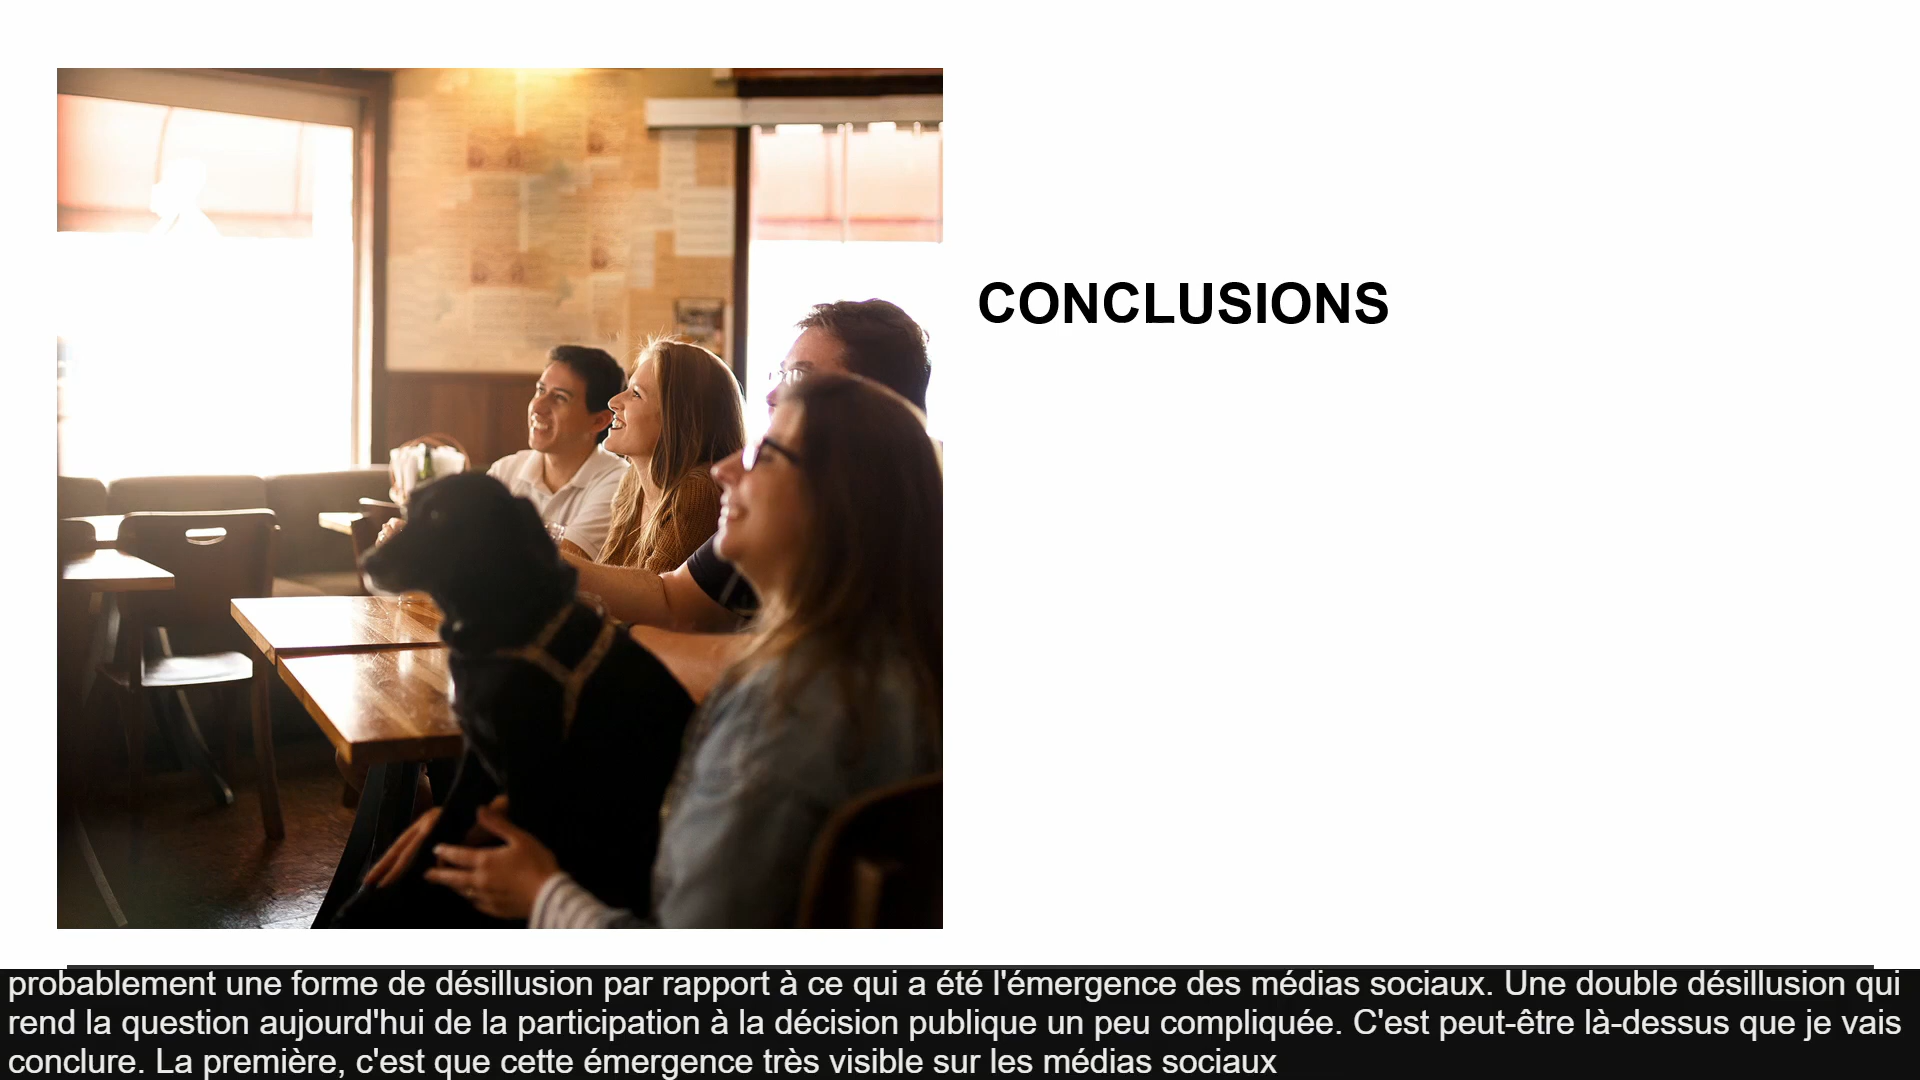 CONCLUSIONS
probablement une forme de désillusion par rapport à ce qui a été l'émergence des médias sociaux. Une double désillusion qui
rend la question aujourd'hui de la participation à la décision publique un peu compliquée. C'est peut-être là-dessus que je vais
conclure. La première, c'est que cette émergence très visible sur les médias sociaux